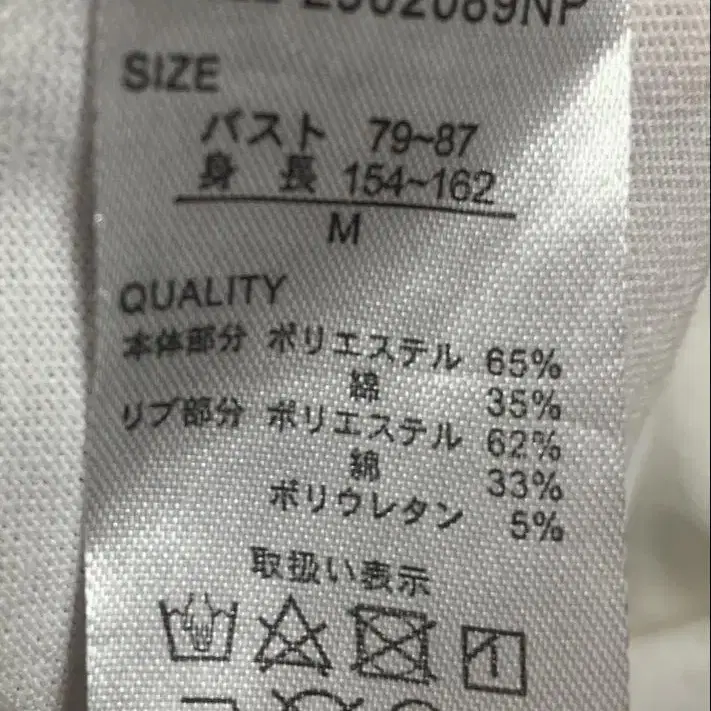 2302089NP
SIZE
バスト 79~87
身 長 154~162
M
QUALITY
本体部分 ポリエステル 65%
綿 35%
リブ部分 ポリエステル 62%
綿 33%
ポリウレタン 5%
取扱い表示